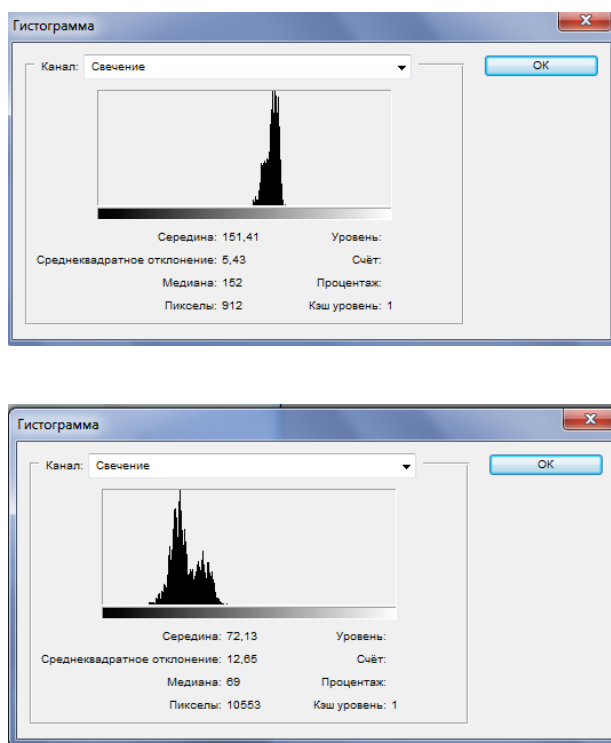 Гистограмма
Канал: Свечение
ОК
Середина: 151,41 Уровень:
Среднеквадратное отклонение: 5,43 Счёт:
Медиана: 152 Процентаж:
Пикселы: 912 Кэш уровень: 1
Гистограмма
Канал: Свечение
ОК
Середина: 72,13 Уровень:
Среднеквадратное отклонение: 12,65 Счёт:
Медиана: 69 Процентаж:
Пикселы: 10553 Кэш уровень: 1